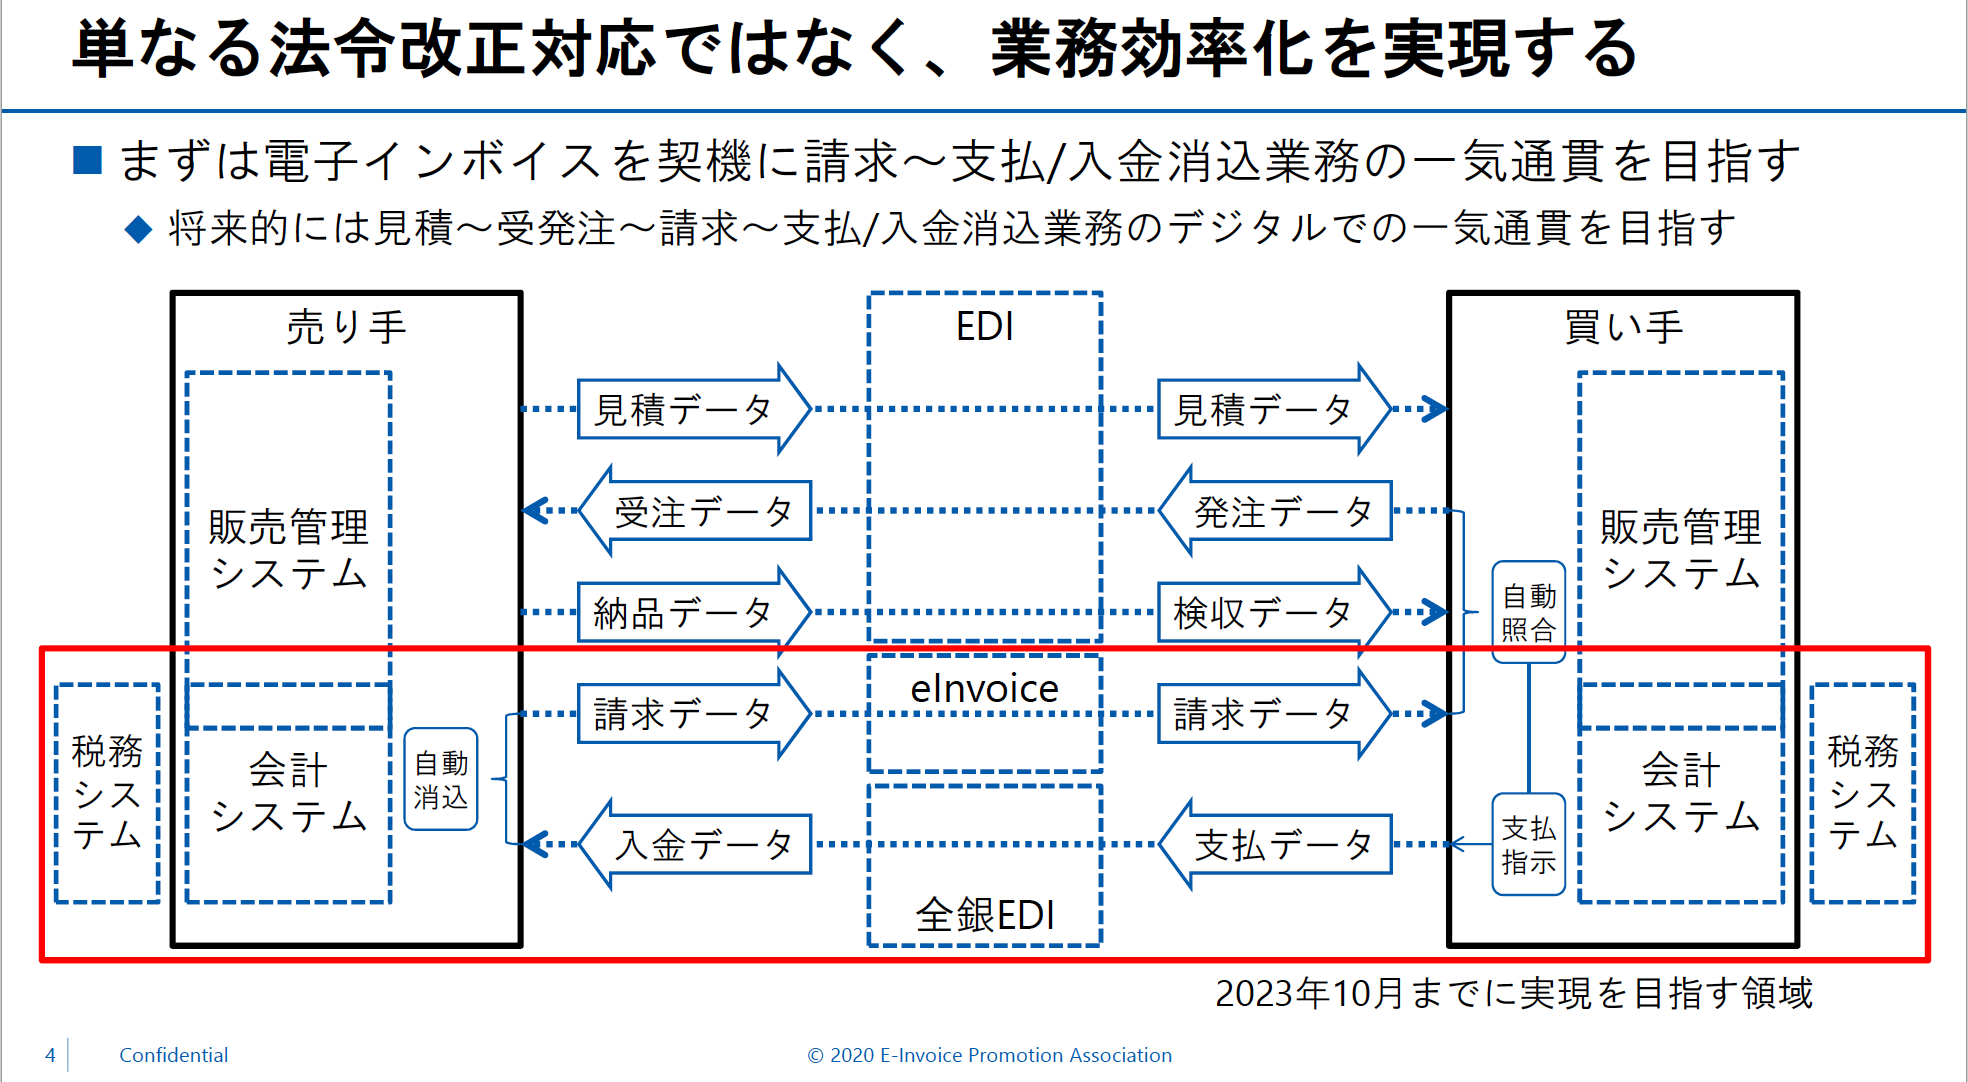 単なる法令改正対応ではなく、業務効率化を実現する
まずは電子インボイスを契機に請求～支払/入金消込業務の一気通貫を目指す
将来的には見積～受発注～請求～支払/入金消込業務のデジタルでの一気通貫を目指す
売り手
EDI
買い手
見積データ
見積データ
受注データ
発注データ
販売管理
システム
販売管理
システム
納品データ
検収データ
自動
照合
eInvoice
請求データ
請求データ
税務
シス
テム
会計
システム
自動
消込
会計
システム
税務
シス
テム
入金データ
支払データ
支払
指示
全銀EDI
2023年10月までに実現を目指す領域
4
Confidential
© 2020 E-Invoice Promotion Association